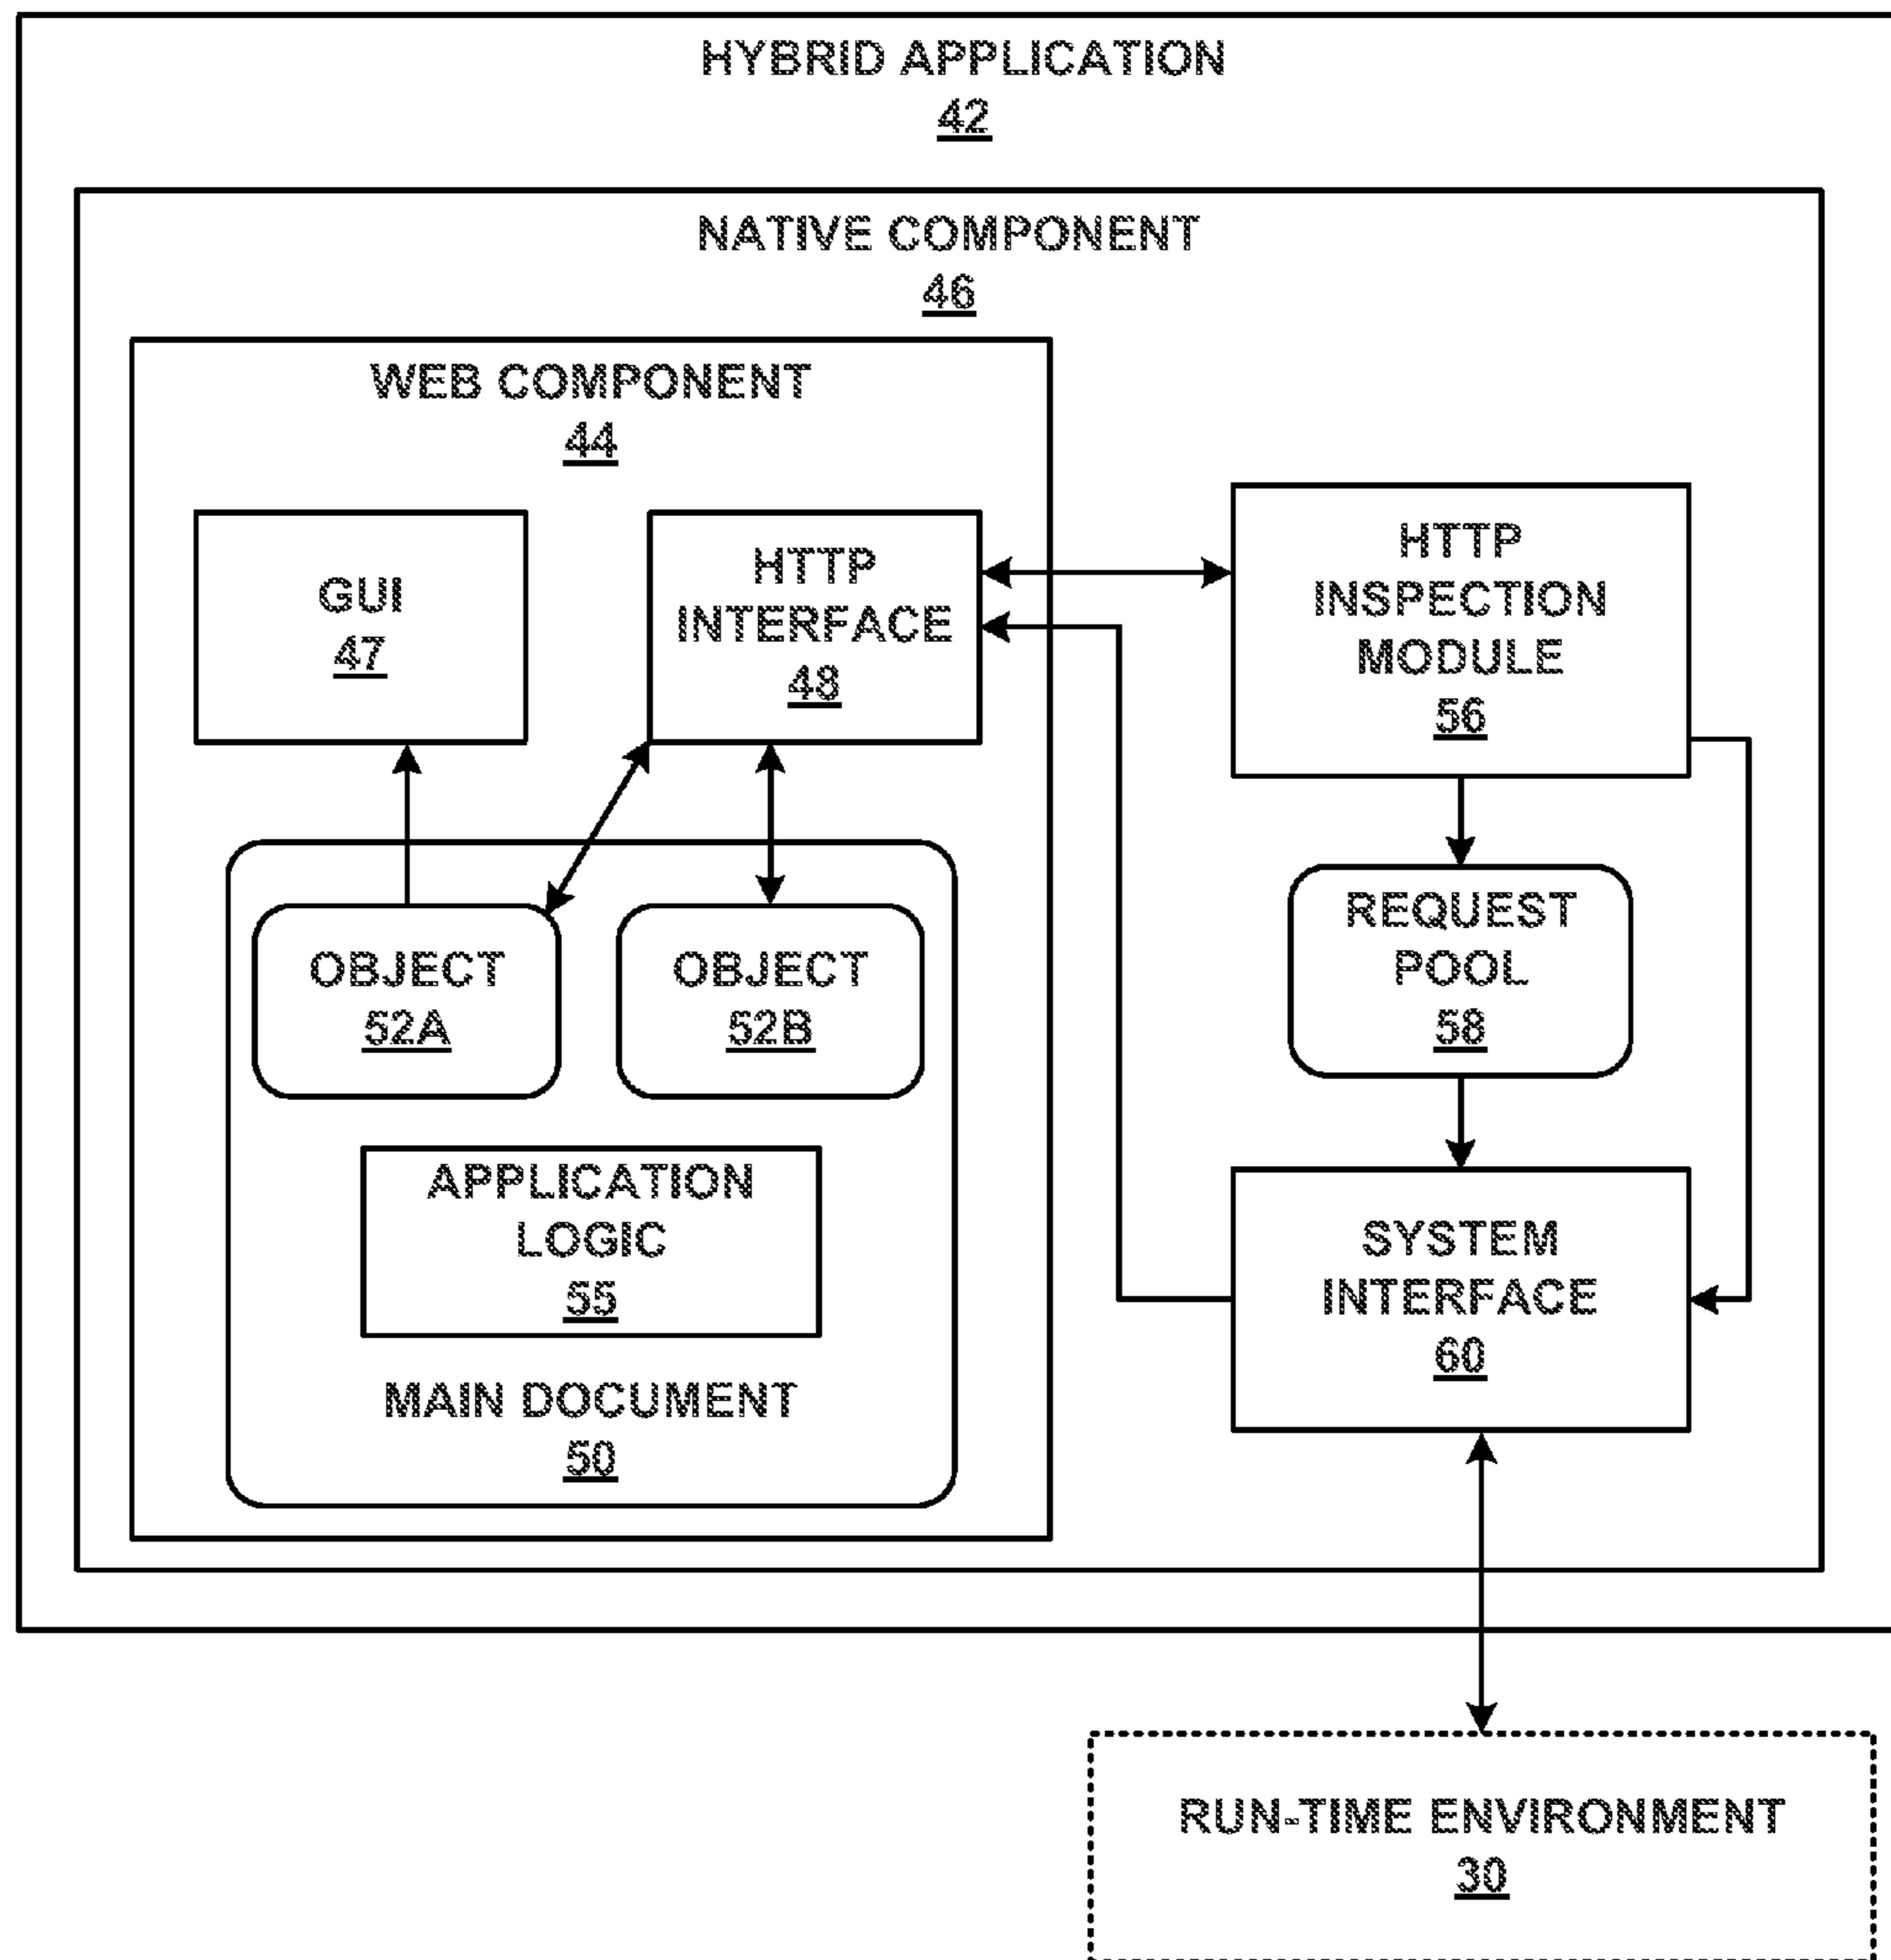 HYBRID APPLICATION
42
NATIVE COMPONENT
46
WEB COMPONENT
44
GUI
47
HTTP
INTERFACE
48
HTTP
INSPECTION
MODULE
56
OBJECT
52A
OBJECT
52B
REQUEST
POOL
58
APPLICATION
LOGIC
55
MAIN DOCUMENT
50
SYSTEM
INTERFACE
60
RUN-TIME ENVIRONMENT
30